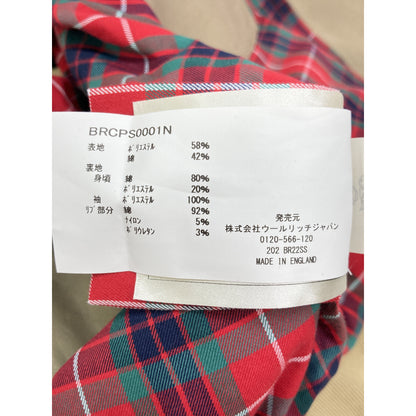 BRCPS0001N
表地 ポリエステル 58%
綿 42%
裏地
身頃 綿 80%
ポリエステル 20%
袖 ポリエステル 100%
リブ部分 綿 92%
ナイロン 5%
ポリウレタン 3%
発売元
株式会社ウールリッチジャパン
0120-566-120
202 BR22SS
MADE IN ENGLAND